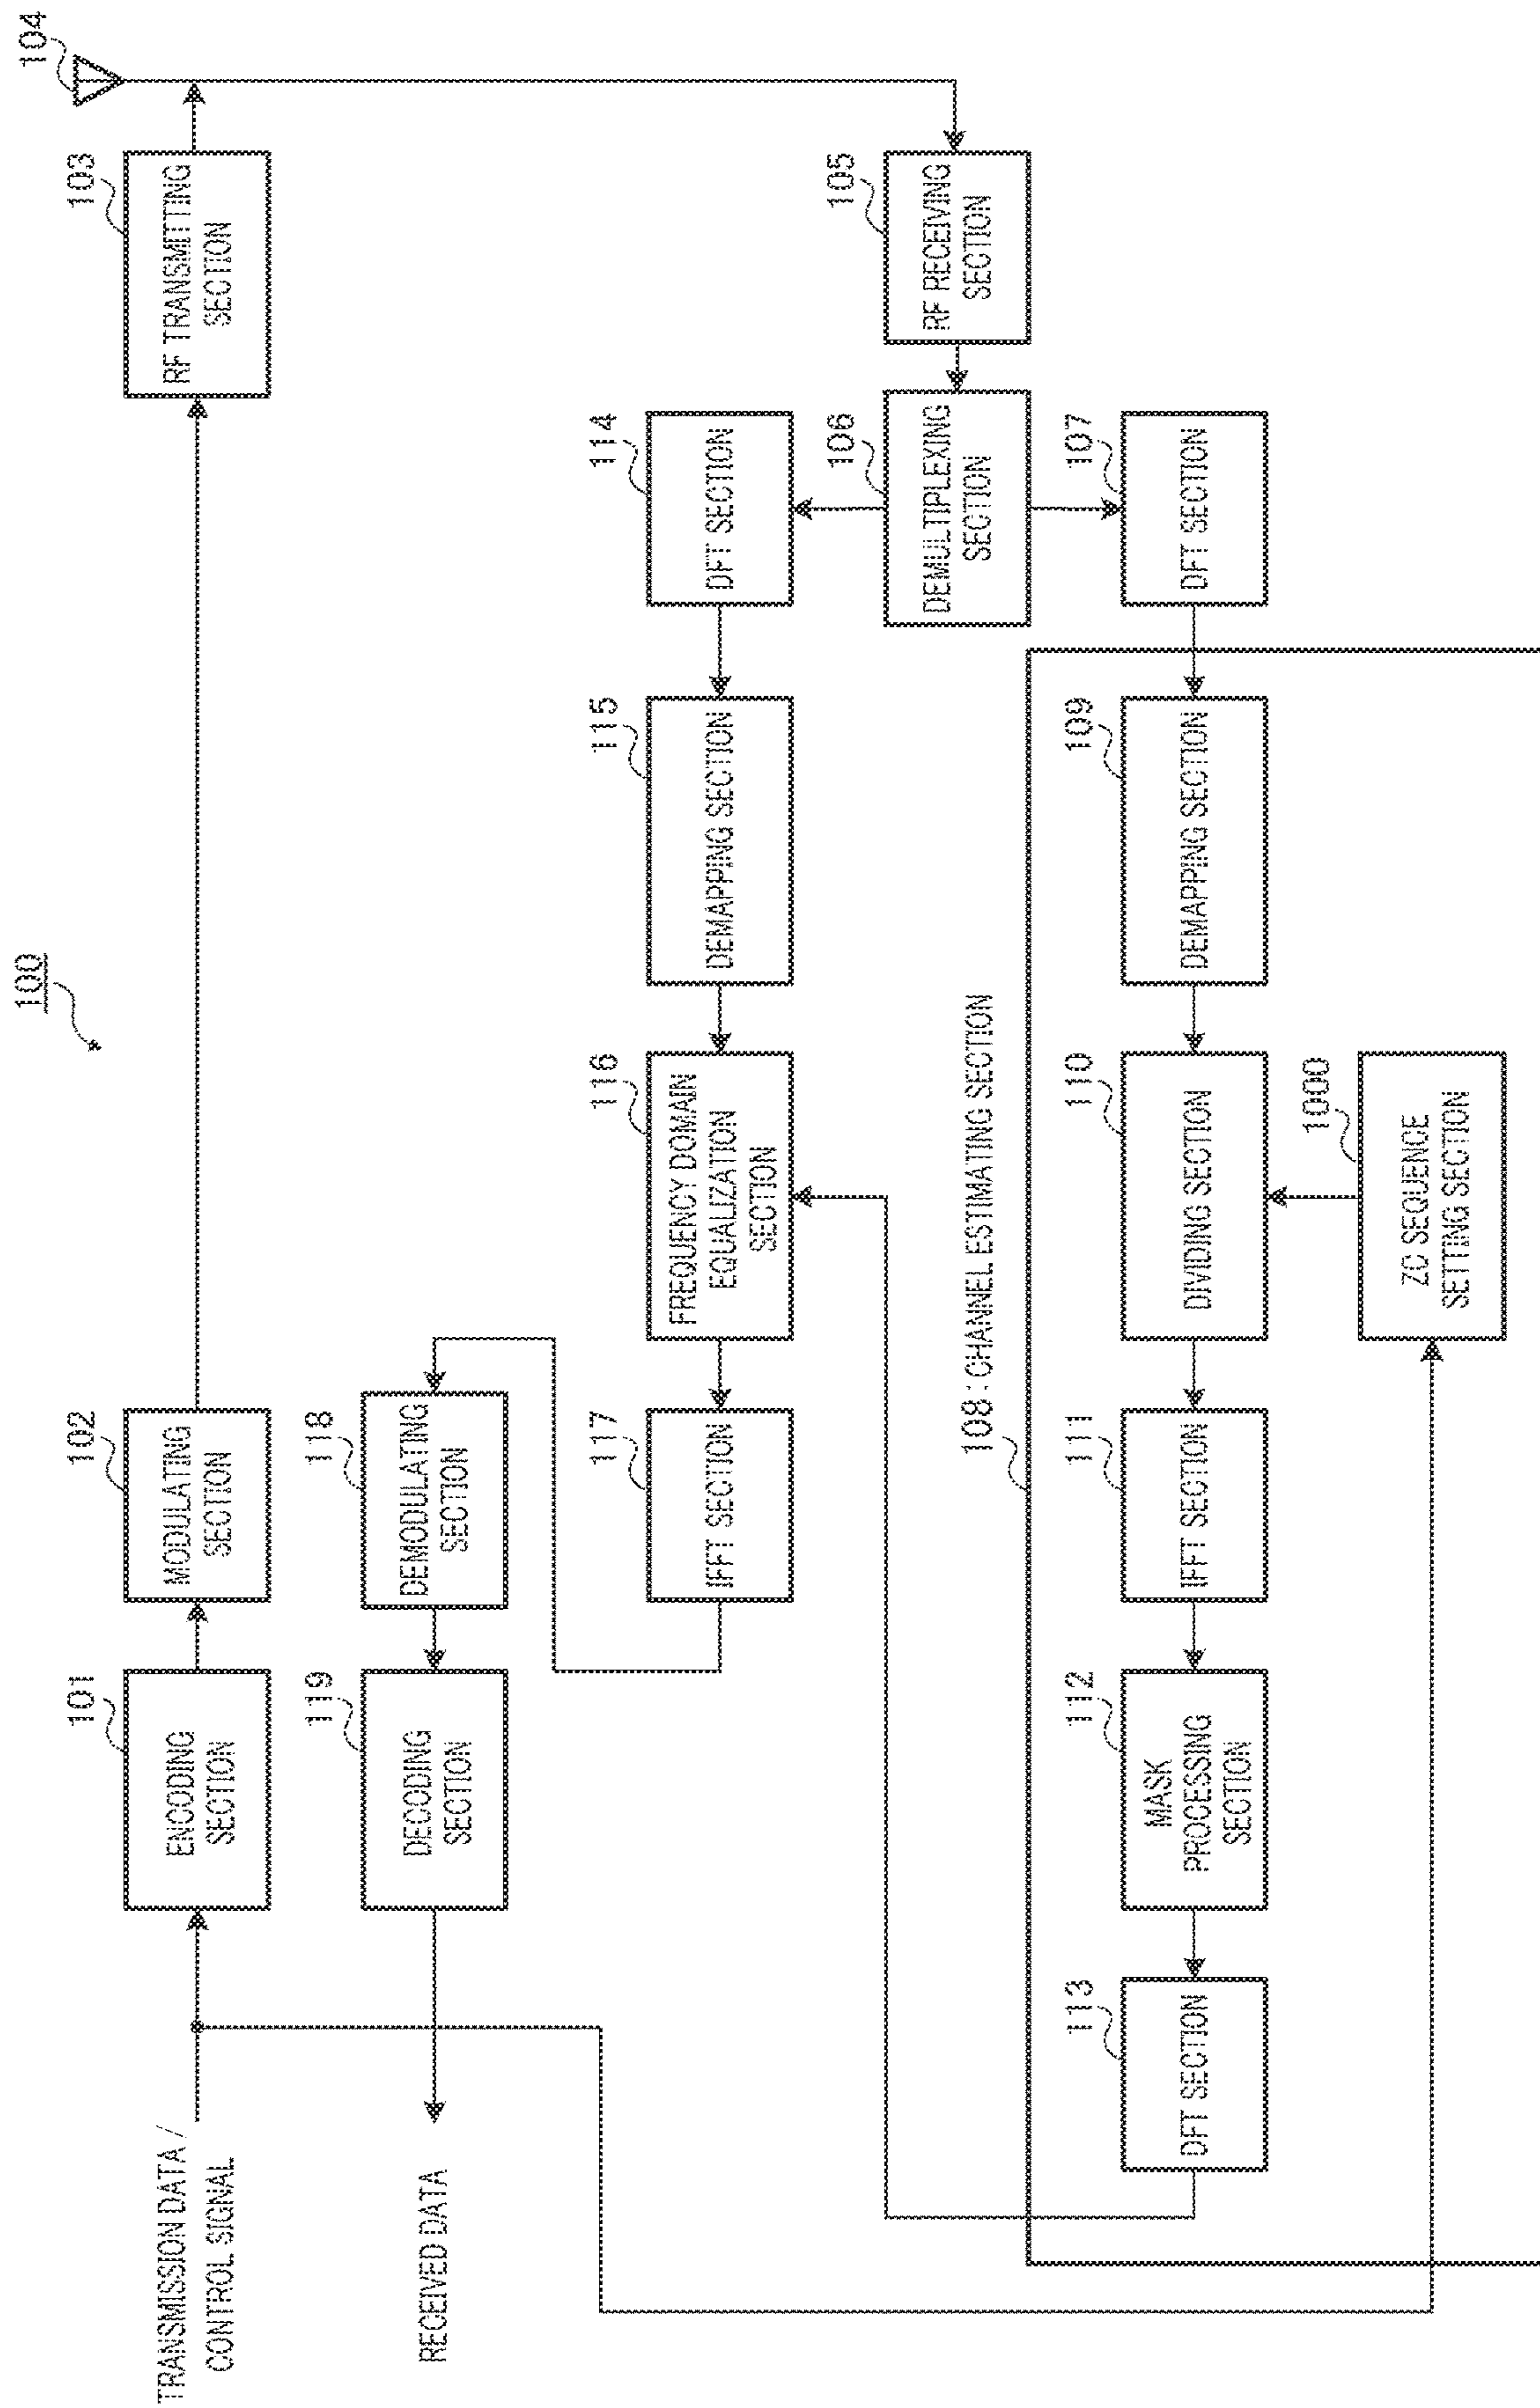 100
TRANSMISSION DATA /
CONTROL SIGNAL
101
ENCODING
SECTION
102
MODULATING
SECTION
103
RF TRANSMITTING
SECTION
104
RECEIVED DATA
119
DECODING
SECTION
118
DEMODULATING
SECTION
117
IFFT SECTION
116
FREQUENCY DOMAIN
EQUALIZATION
SECTION
115
DEMAPPING SECTION
114
DFT SECTION
106
DEMULTIPLEXING
SECTION
105
RF RECEIVING
SECTION
108 : CHANNEL ESTIMATING SECTION
113
DFT SECTION
112
MASK
PROCESSING
SECTION
111
IFFT SECTION
110
DIVIDING SECTION
109
DEMAPPING SECTION
107
DFT SECTION
1000
ZC SEQUENCE
SETTING SECTION